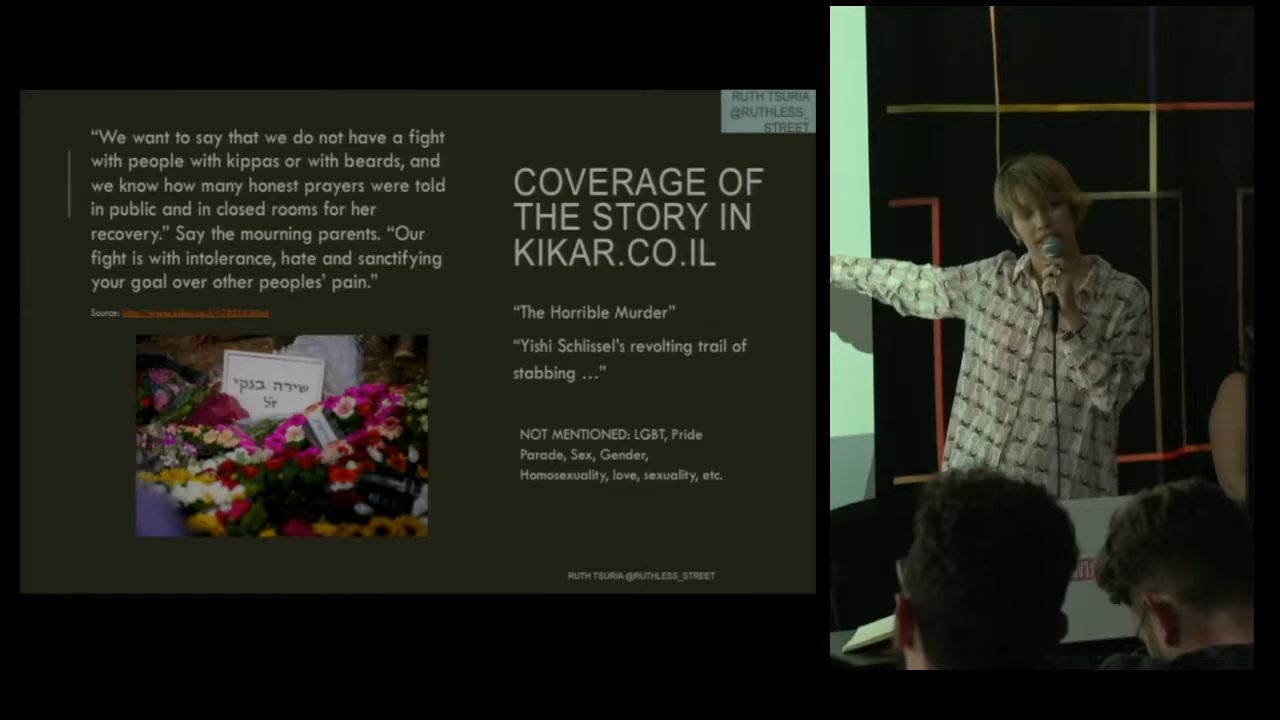 RUTH TSURIA
@RUTHLESS_
STREET
“We want to say that we do not have a fight
with people with kippas or with beards, and
we know how many honest prayers were told
in public and in closed rooms for her
recovery.” Say the mourning parents. “Our
fight is with intolerance, hate and sanctifying
your goal over other peoples’ pain.”
Source:
שירה בנקי
ז״ל
COVERAGE OF
THE STORY IN
KIKAR.CO.IL
“The Horrible Murder”
“Yishi Schlissel’s revolting trail of
stabbing …”
NOT MENTIONED: LGBT, Pride
Parade, Sex, Gender,
Homosexuality, love, sexuality, etc.
RUTH TSURIA @RUTHLESS_STREET